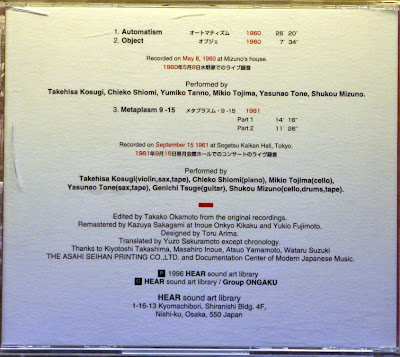 1. Automatism オートマティズム 1960 26' 20'
2. Object オブジェ 1960 7' 34'
Recorded on May 8, 1960 at Mizuno's house.
1960年5月8日水野家でのライブ録音
Performed by
Takehisa Kosugi, Chieko Shiomi, Yumiko Tanno, Mikio Tojima, Yasunao Tone, Shukou Mizuno.
3. Metaplasm 9 -15 メタプラスム・9 -15 1961
Part 1 14' 16"
Part 2 11' 26"
Recorded on September 15 1961 at Sogetsu Kaikan Hall, Tokyo.
1961年9月15日草月会館ホールでのコンサートのライブ録音
Performed by
Takehisa Kosugi(violin,sax,tape), Chieko Shiomi(piano), Mikio Tojima(cello),
Yasunao Tone(sax,tape), Genichi Tsuge(guitar), Shukou Mizuno(cello,drums,tape).
Edited by Takako Okamoto from the original recordings.
Remastered by Kazuya Sakagami at Inoue Onkyo Kikaku and Yukio Fujimoto.
Designed by Toru Arima.
Translated by Yuzo Sakuramoto except chronology.
Thanks to Kiyotoshi Takashima, Masahiro Inoue, Atsuo Yamamoto, Wataru Suzuki
THE ASAHI SEIHAN PRINTING CO.,LTD. and Documentation Center of Modern Japanese Music.
℗ 1996 HEAR sound art library
© HEAR sound art library / Group ONGAKU
HEAR sound art library
1-16-13 Kyomachibori, Shiranishi Bldg. 4F,
Nishi-ku, Osaka, 550 Japan